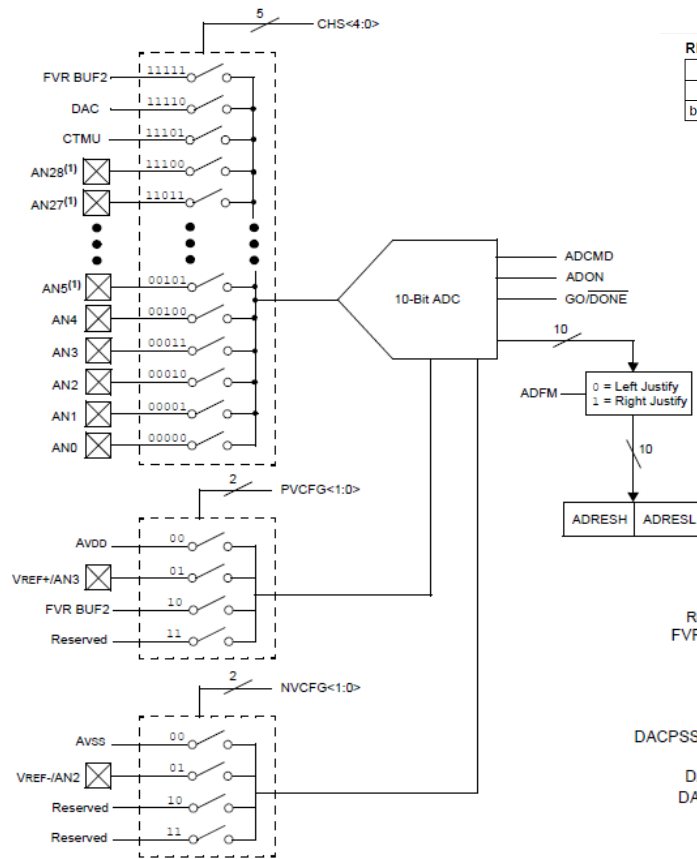 5
CHS<4:0>
FVR BUF2 11111
DAC 11110
CTMU 11101
AN28(1) 11100
AN27(1) 11011
AN5(1) 00101
AN4 00100
AN3 00011
AN2 00010
AN1 00001
AN0 00000
10-Bit ADC
ADCMD
ADON
GO/DONE
10
ADFM
0 = Left Justify
1 = Right Justify
10
ADRESH ADRESL
2
PVCFG<1:0>
AVDD 00
VREF+/AN3 01
FVR BUF2 10
Reserved 11
2
NVCFG<1:0>
AVSS 00
VREF-/AN2 01
Reserved 10
Reserved 11
R
b
R
FVR
DACPSS
D
DA